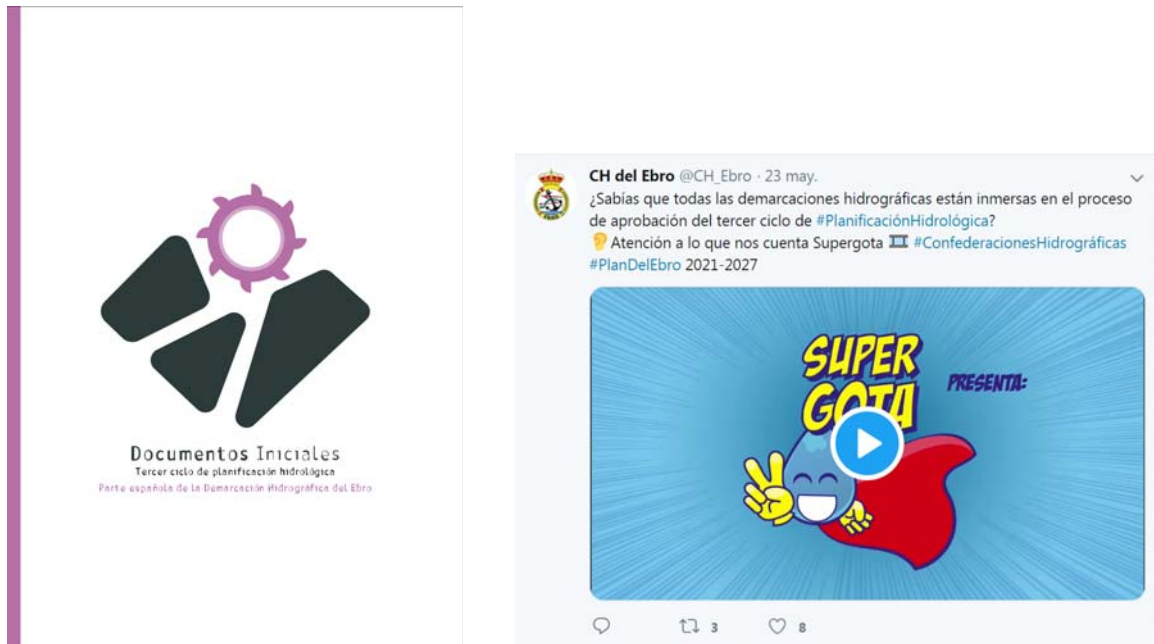 Documentos Iniciales
Tercer ciclo de planificación hidrológica
Parte española de la Demarcación Hidrográfica del Ebro
CH del Ebro @CH_Ebro · 23 may.
¿Sabías que todas las demarcaciones hidrográficas están inmersas en el proceso
de aprobación del tercer ciclo de #PlanificaciónHidrológica?
👂Atención a lo que nos cuenta Supergota 🎞️ #ConfederacionesHidrográficas
#PlanDelEbro 2021-2027
SUPER
GOTA
PRESENTA:
3
8